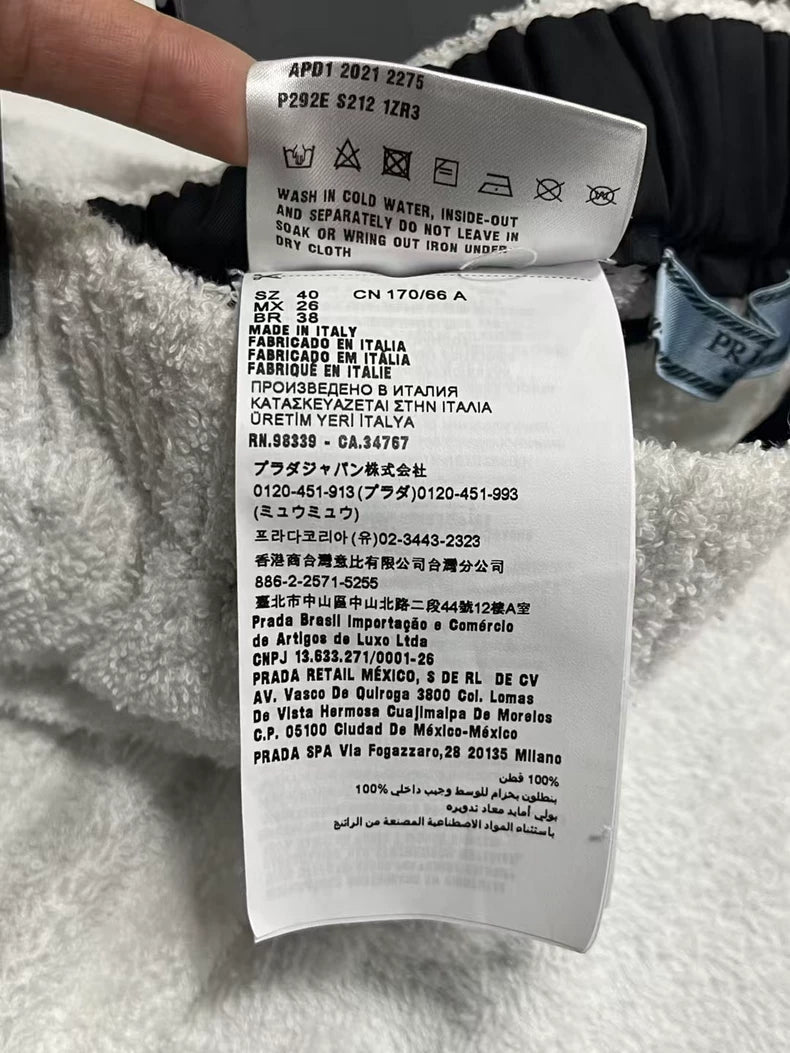 APD1 2021 2275
P292E S212 1ZR3
WASH IN COLD WATER, INSIDE-OUT
AND SEPARATELY DO NOT LEAVE IN
SOAK OR WRING OUT IRON UNDER
DRY CLOTH
SZ 40 CN 170/66 A
MX 26
BR 38
MADE IN ITALY
FABRICADO EN ITALIA
FABRICADO EM ITÁLIA
FABRIQUÉ EN ITALIE
ПРОИЗВЕДЕНО В ИТАЛИЯ
ΚΑΤΑΣΚΕΥΑΖΕΤΑΙ ΣΤΗΝ ΙΤΑΛΙΑ
ÜRETİM YERİ İTALYA
RN.98339 - CA.34767
プラダジャパン株式会社
0120-451-913(プラダ)0120-451-993
(ミュウミュウ)
프라다코리아(유)02-3443-2323
香港商台灣意比有限公司台灣分公司
886-2-2571-5255
臺北市中山區中山北路二段44號12樓A室
Prada Brasil Importação e Comércio
de Artigos de Luxo Ltda
CNPJ 13.633.271/0001-26
PRADA RETAIL MÉXICO, S DE RL DE CV
AV. Vasco De Quiroga 3800 Col. Lomas
De Vista Hermosa Cuajimalpa De Morelos
C.P. 05100 Ciudad De México-México
PRADA SPA Via Fogazzaro,28 20135 Milano
100% قطن
بنطلون بحزام للوسط وجيب داخلي 100%
بولي أمايد معاد تدويره
باستثناء المواد الاصطناعية المصنعة من الراتنج
PR